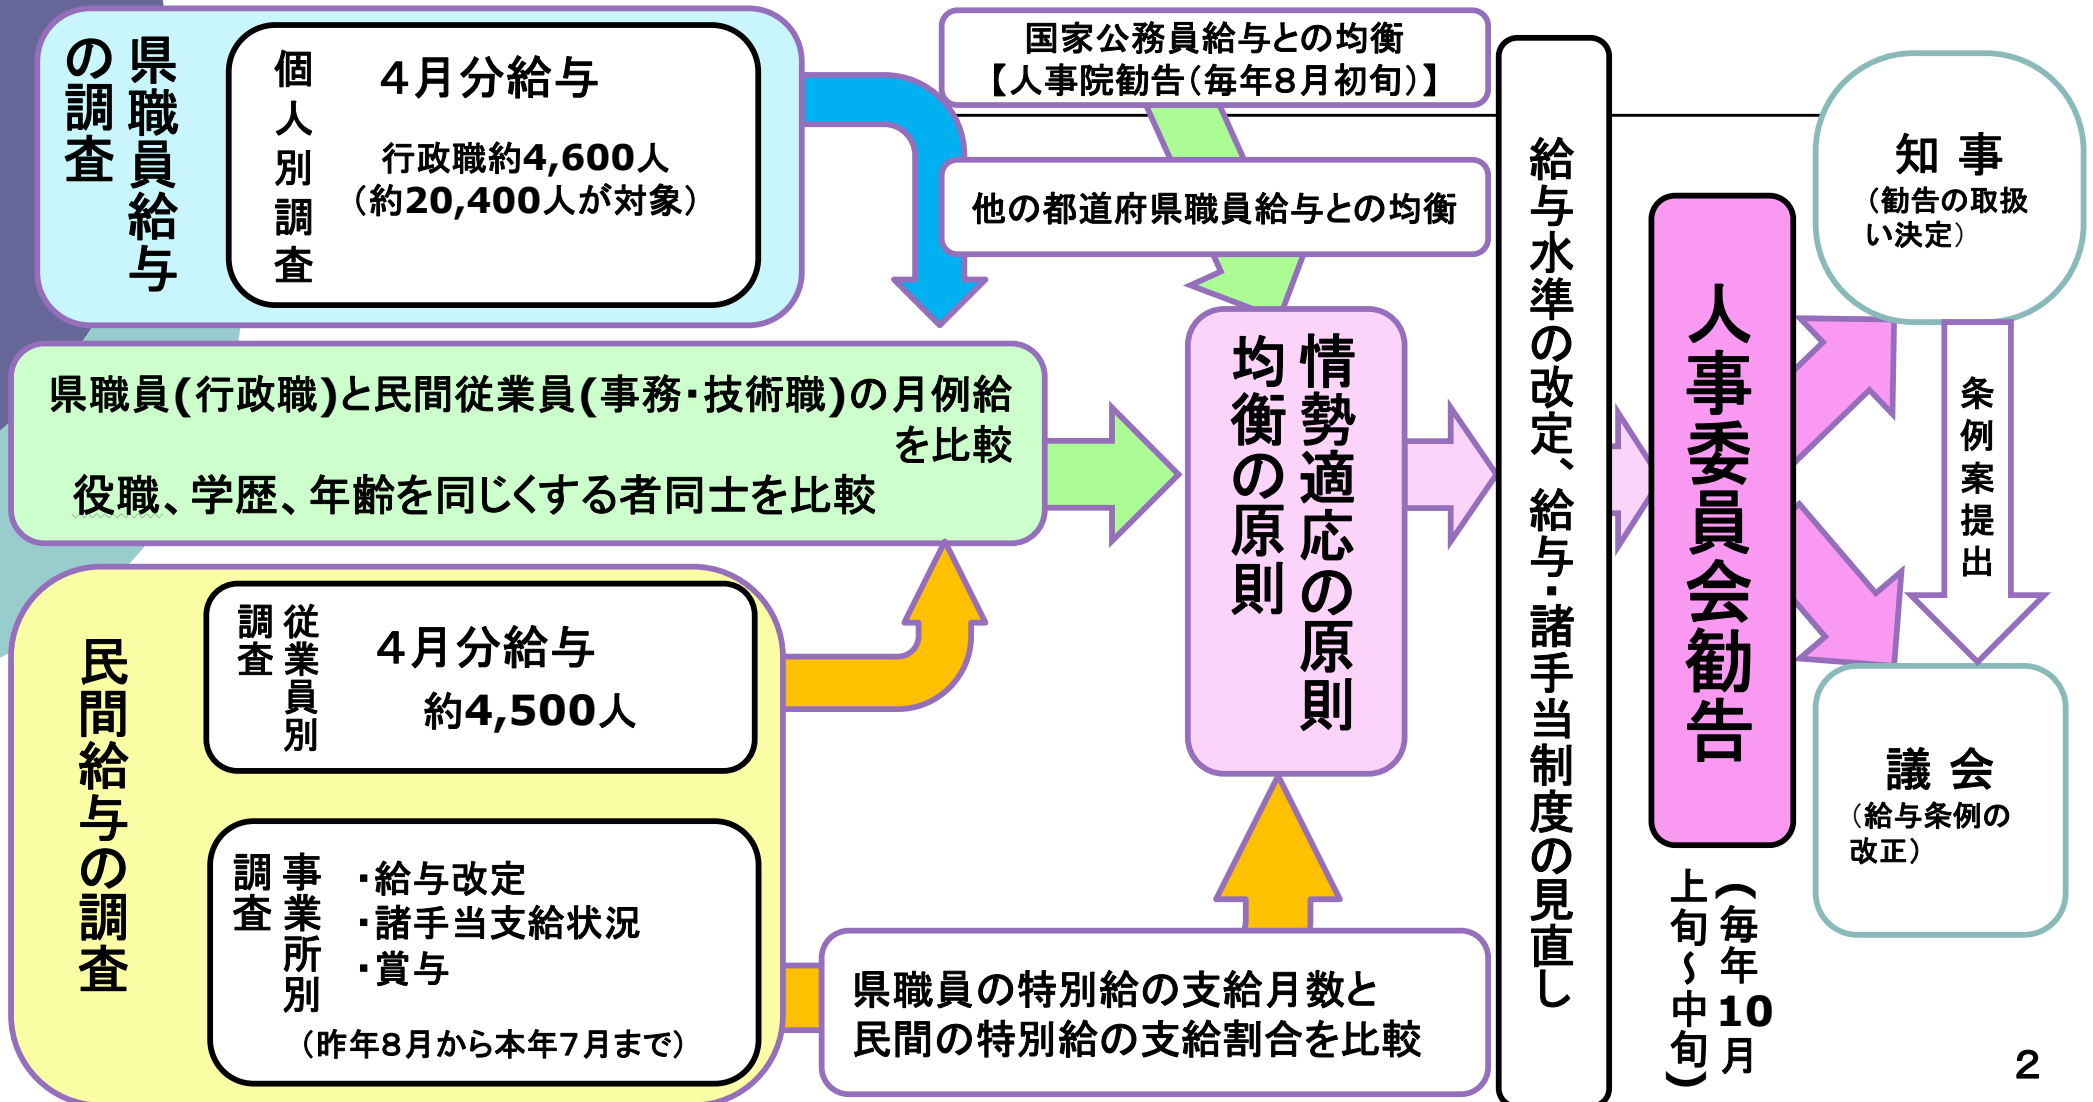 県職員給与
の調査
個人別調査
4月分給与
行政職約4,600人
（約20,400人が対象）
国家公務員給与との均衡
【人事院勧告（毎年8月初旬）】
他の都道府県職員給与との均衡
県職員(行政職)と民間従業員(事務・技術職)の月例給
を比較
役職、学歴、年齢を同じくする者同士を比較
民間給与の調査
従業員別
調査
4月分給与
約4,500人
事業所別
調査
・給与改定
・諸手当支給状況
・賞与
（昨年8月から本年7月まで）
県職員の特別給の支給月数と
民間の特別給の支給割合を比較
情勢適応の原則
均衡の原則
給与水準の改定、給与・諸手当制度の見直し
人事委員会勧告
（毎年10月
上旬～中旬）
知 事
（勧告の取扱
い決定）
条例案提出
議 会
（給与条例の
改正）
2